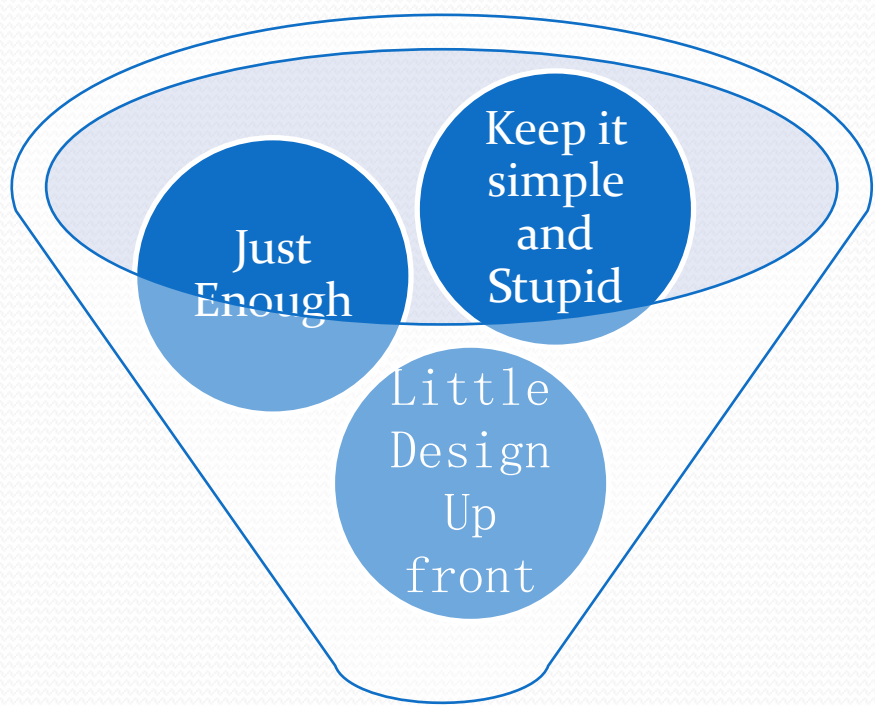 Just
Enough
Keep it
simple
and
Stupid
Little
Design
Up
front